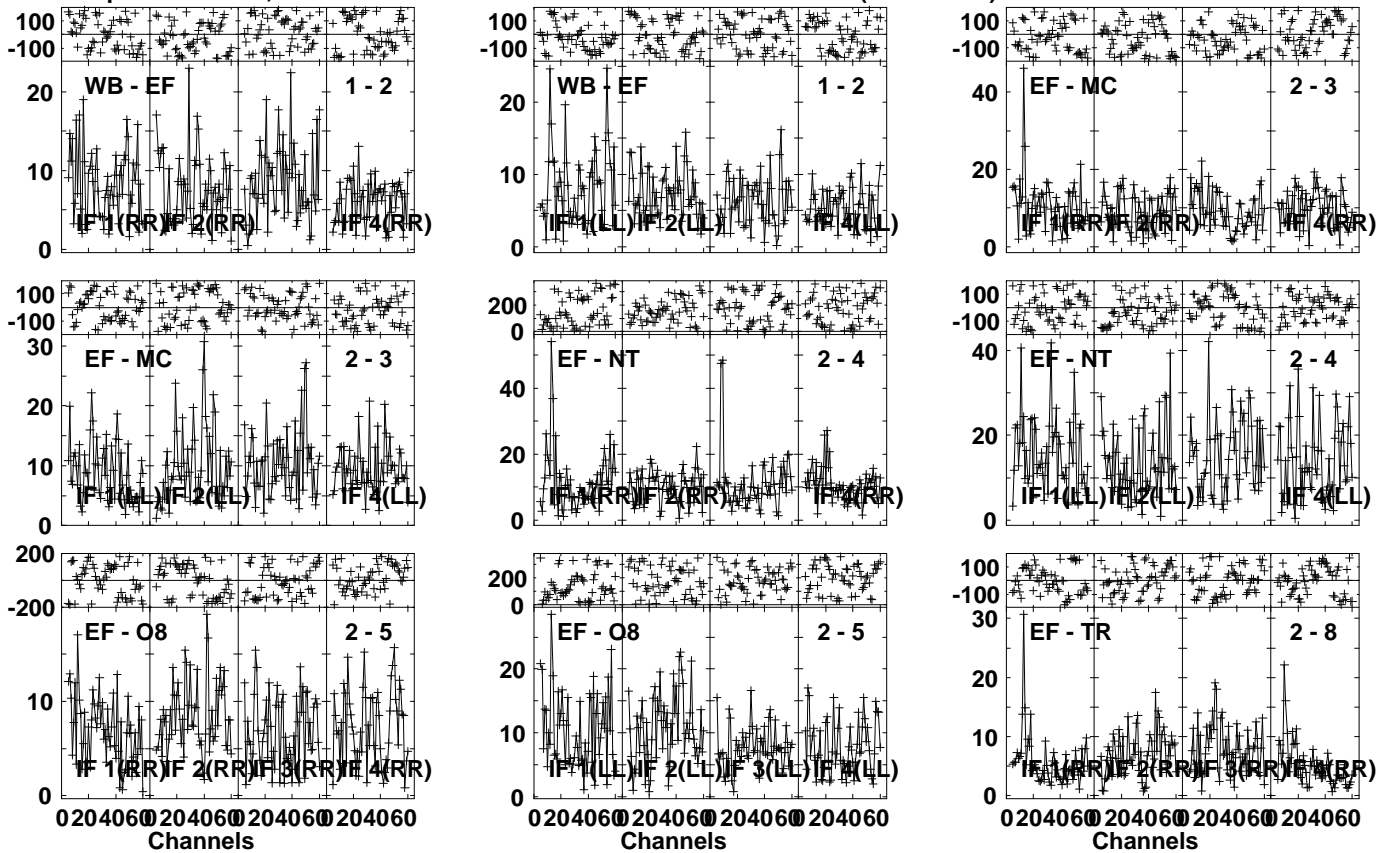 100 100 100
-100 -100 -100
WB - EF 1 - 2 WB - EF 1 - 2 EF - MC 2 - 3
20 20 40
10 10 20
IF 1(RR) IF 2(RR) IF 4(RR) IF 1(LL) IF 2(LL) IF 4(LL) IF 1(RR) IF 2(RR) IF 4(RR)
0 0 0
100 200 100
-100 0 -100
EF - MC 2 - 3 EF - NT 2 - 4 EF - NT 2 - 4
30 40 40
20 20 20
10
IF 1(LL) IF 2(LL) IF 4(LL) IF 1(RR) IF 2(RR) IF 4(RR) IF 1(LL) IF 2(LL) IF 4(LL)
0 0 0
200 200 100
-200 0 -100
EF - O8 2 - 5 EF - O8 2 - 5 EF - TR 2 - 8
30
20 20
10 10 10
IF 1(RR) IF 2(RR) IF 3(RR) IF 4(RR) IF 1(LL) IF 2(LL) IF 3(LL) IF 4(LL) IF 1(RR) IF 2(RR) IF 3(RR) IF 4(RR)
0 0 0
0 20 40 60 0 20 40 60 0 20 40 60 0 20 40 60 0 20 40 60 0 20 40 60 0 20 40 60 0 20 40 60 0 20 40 60 0 20 40 60 0 20 40 60 0 20 40 60
Channels Channels Channels